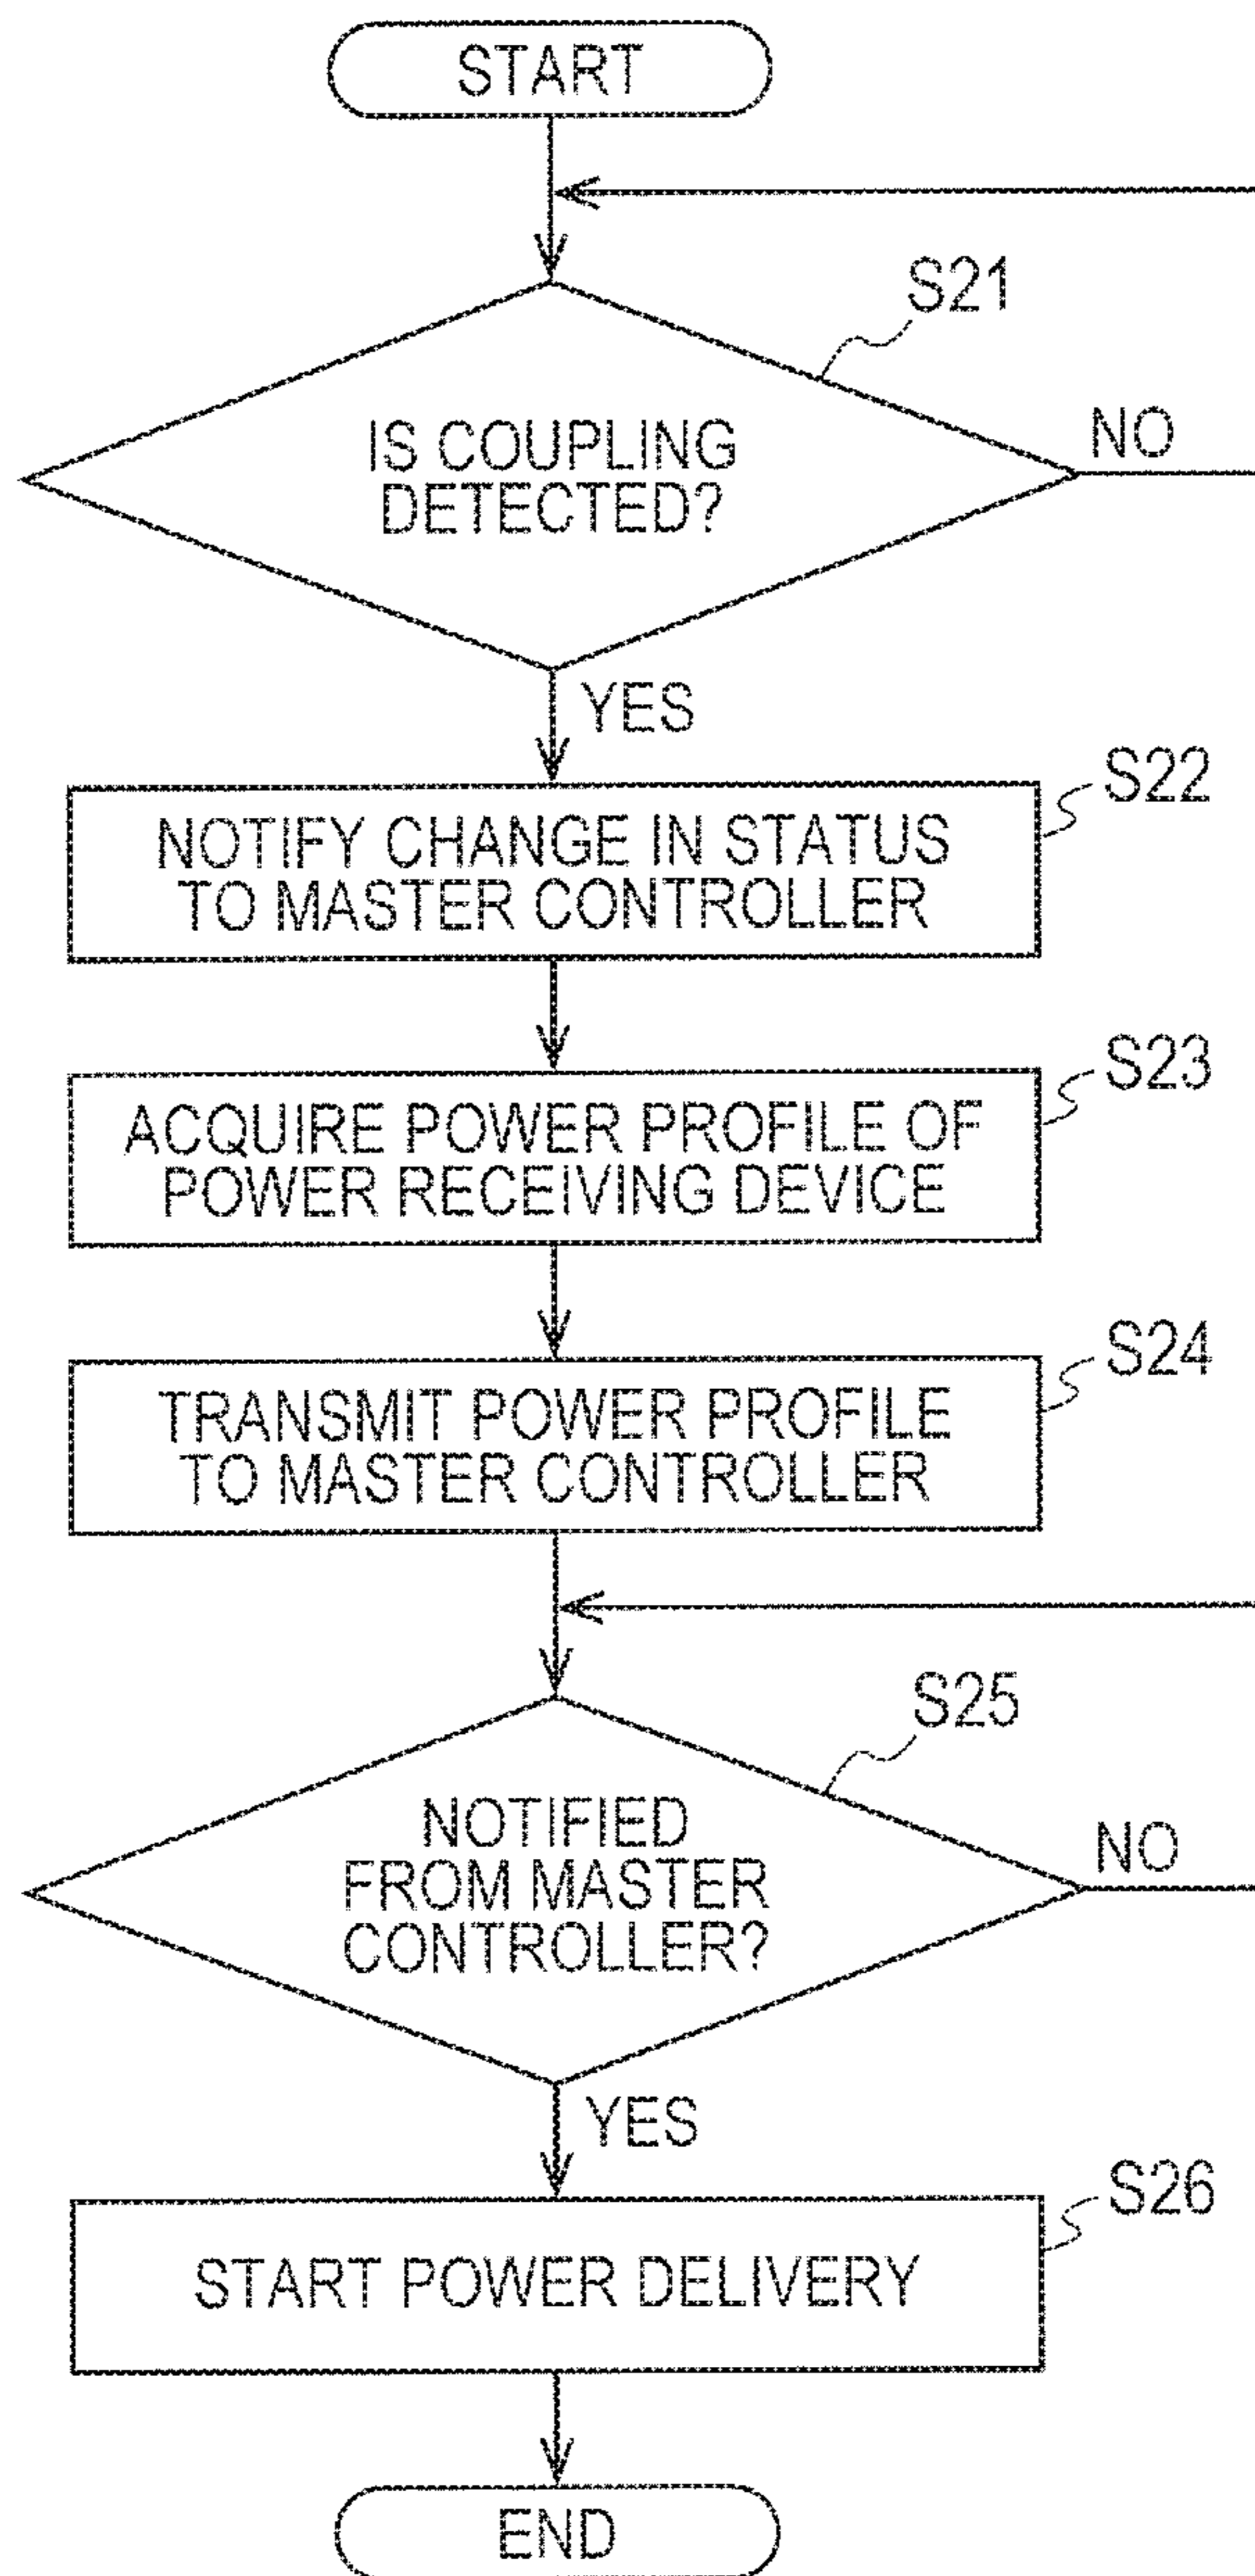 START
S21
IS COUPLING
DETECTED?
NO
YES
S22
NOTIFY CHANGE IN STATUS
TO MASTER CONTROLLER
S23
ACQUIRE POWER PROFILE OF
POWER RECEIVING DEVICE
S24
TRANSMIT POWER PROFILE
TO MASTER CONTROLLER
S25
NOTIFIED
FROM MASTER
CONTROLLER?
NO
YES
S26
START POWER DELIVERY
END